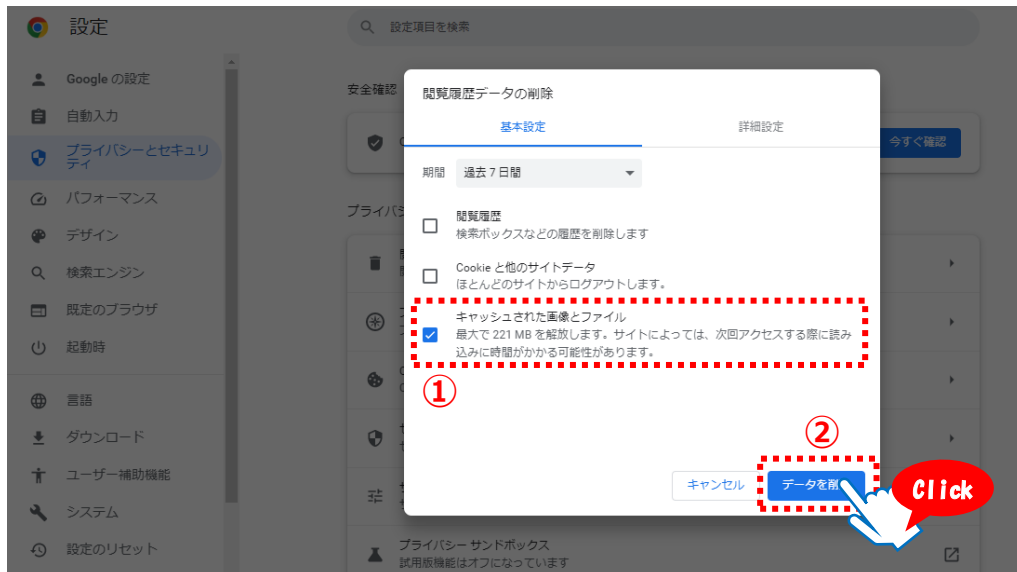 設定
設定項目を検索
Google の設定
自動入力
プライバシーとセキュリ
ティ
パフォーマンス
デザイン
検索エンジン
既定のブラウザ
起動時
言語
ダウンロード
ユーザー補助機能
システム
設定のリセット
安全確認
今すぐ確認
プライバシ
閲覧履歴データの削除
基本設定
詳細設定
期間
過去 7 日間
閲覧履歴
検索ボックスなどの履歴を削除します
Cookie と他のサイトデータ
ほとんどのサイトからログアウトします。
キャッシュされた画像とファイル
最大で 221 MB を解放します。サイトによっては、次回アクセスする際に読み
込みに時間がかかる可能性があります。
①
②
キャンセル
データを削
Click
プライバシー サンドボックス
試用版機能はオフになっています